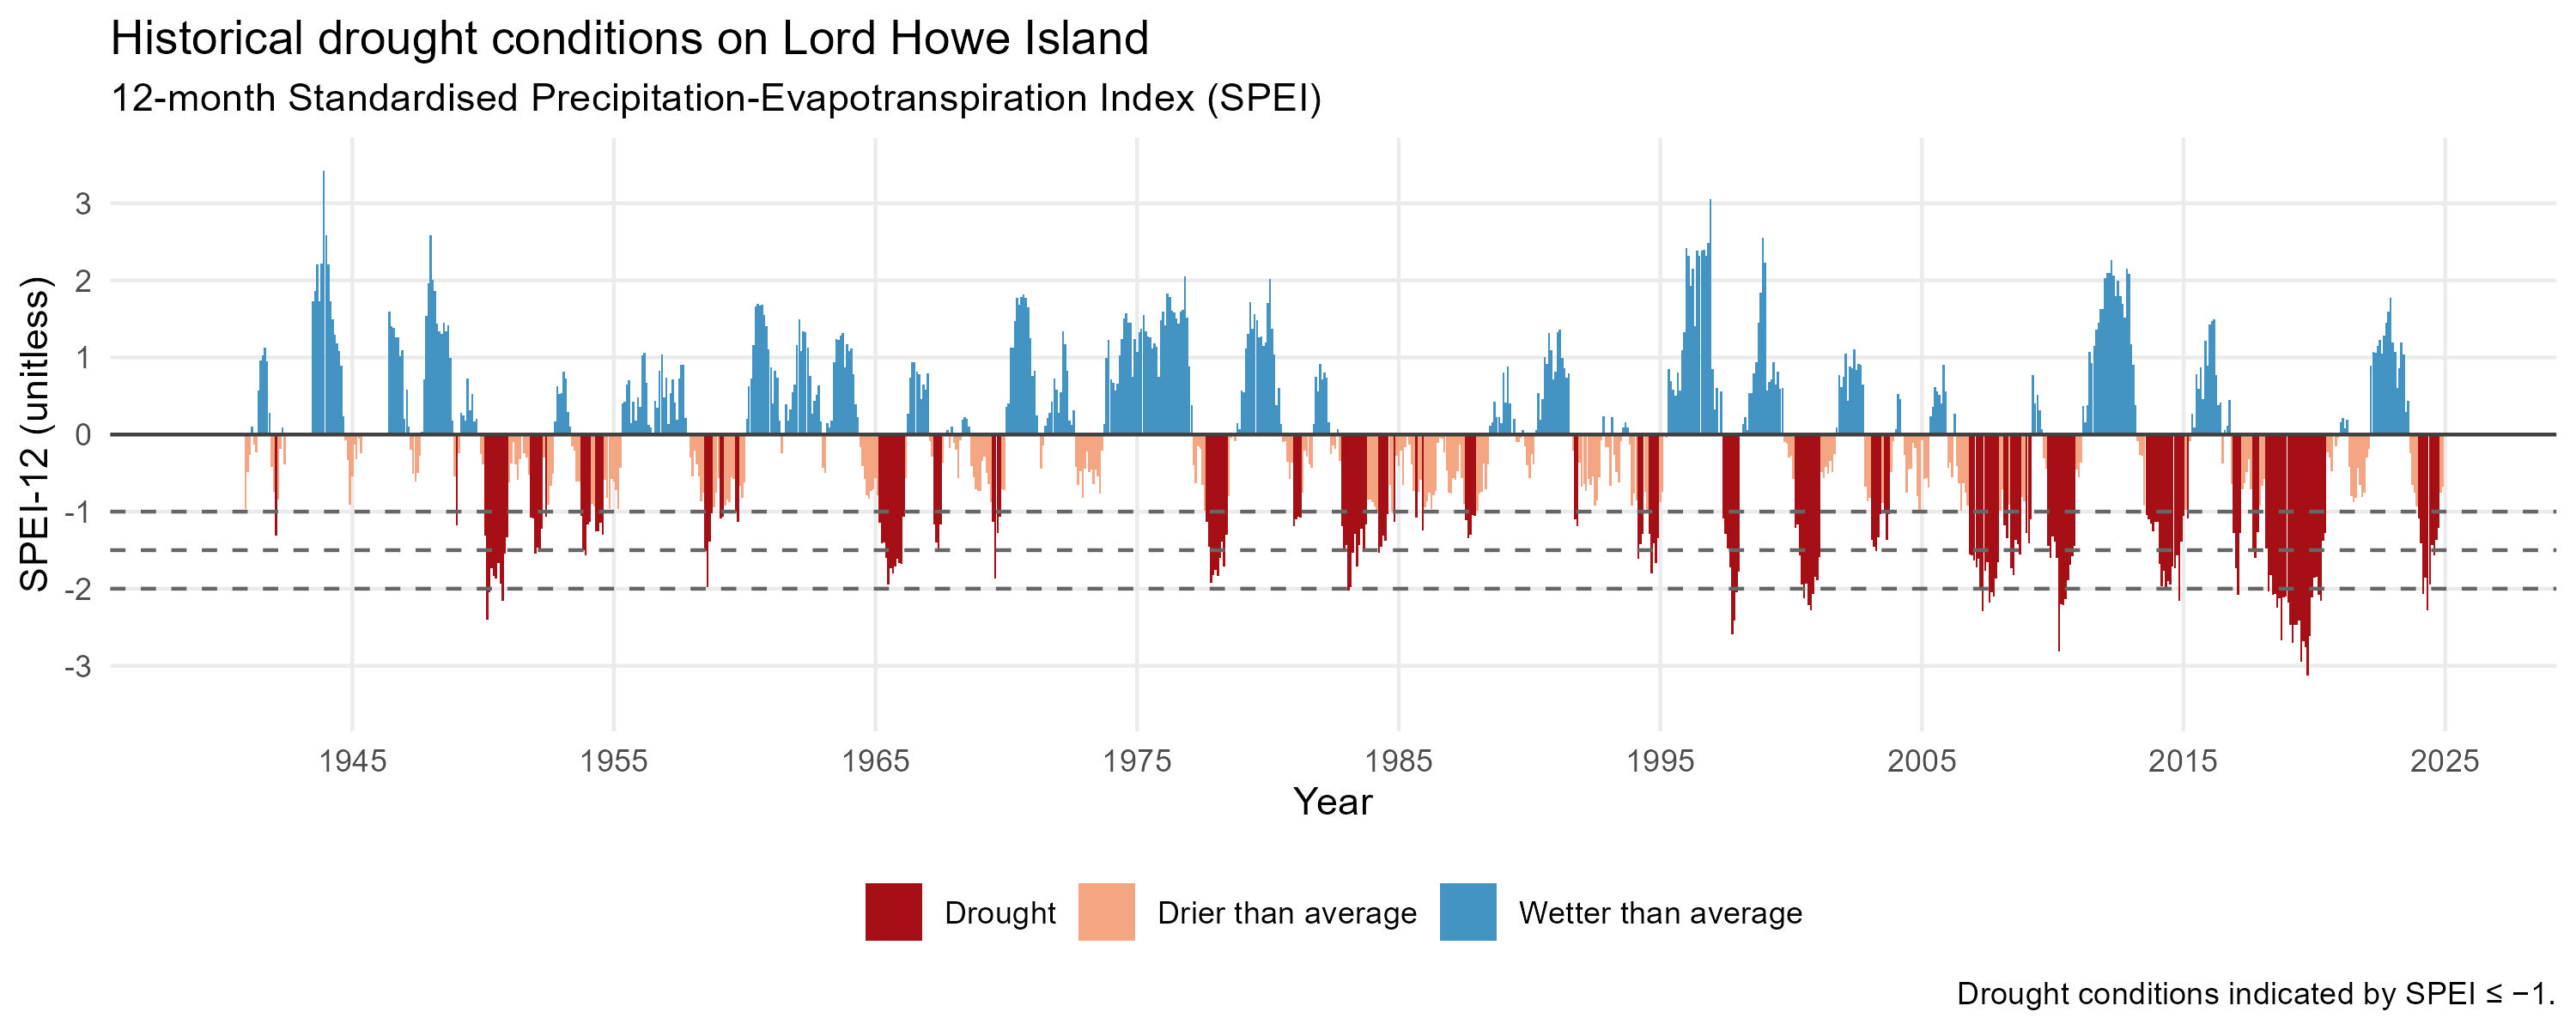 Historical drought conditions on Lord Howe Island
12-month Standardised Precipitation-Evapotranspiration Index (SPEI)
SPEI-12 (unitless)
3
2
1
0
-1
-2
-3
1945 1955 1965 1975 1985 1995 2005 2015 2025
Year
Drought Drier than average Wetter than average
Drought conditions indicated by SPEI ≤ −1.